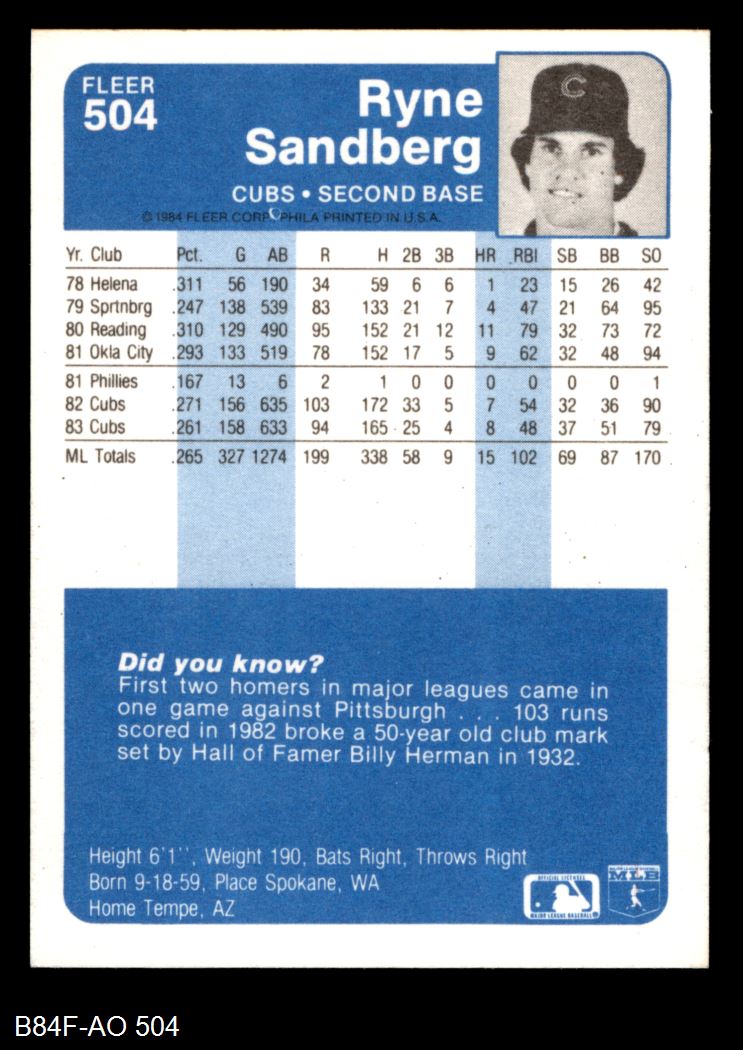 FLEER
504
Ryne
Sandberg
CUBS • SECOND BASE
© 1984 FLEER CORP. PHILA PRINTED IN U.S.A.
C
Yr. Club Pct. G AB R H 2B 3B HR RBI SB BB SO
78 Helena .311 56 190 34 59 6 6 1 23 15 26 42
79 Sprtnbrg .247 138 539 83 133 21 7 4 47 21 64 95
80 Reading .310 129 490 95 152 21 12 11 79 32 73 72
81 Okla City .293 133 519 78 152 17 5 9 62 32 48 94
81 Phillies .167 13 6 2 1 0 0 0 0 0 0 1
82 Cubs .271 156 635 103 172 33 5 7 54 32 36 90
83 Cubs .261 158 633 94 165 25 4 8 48 37 51 79
ML Totals .265 327 1274 199 338 58 9 15 102 69 87 170
Did you know?
First two homers in major leagues came in
one game against Pittsburgh . . . 103 runs
scored in 1982 broke a 50-year old club mark
set by Hall of Famer Billy Herman in 1932.
Height 6'1'', Weight 190, Bats Right, Throws Right
Born 9-18-59, Place Spokane, WA
Home Tempe, AZ
OFFICIAL LICENSEE
MAJOR LEAGUE BASEBALL
MAJOR LEAGUE BASEBALL
MLB
B84F-AO 504